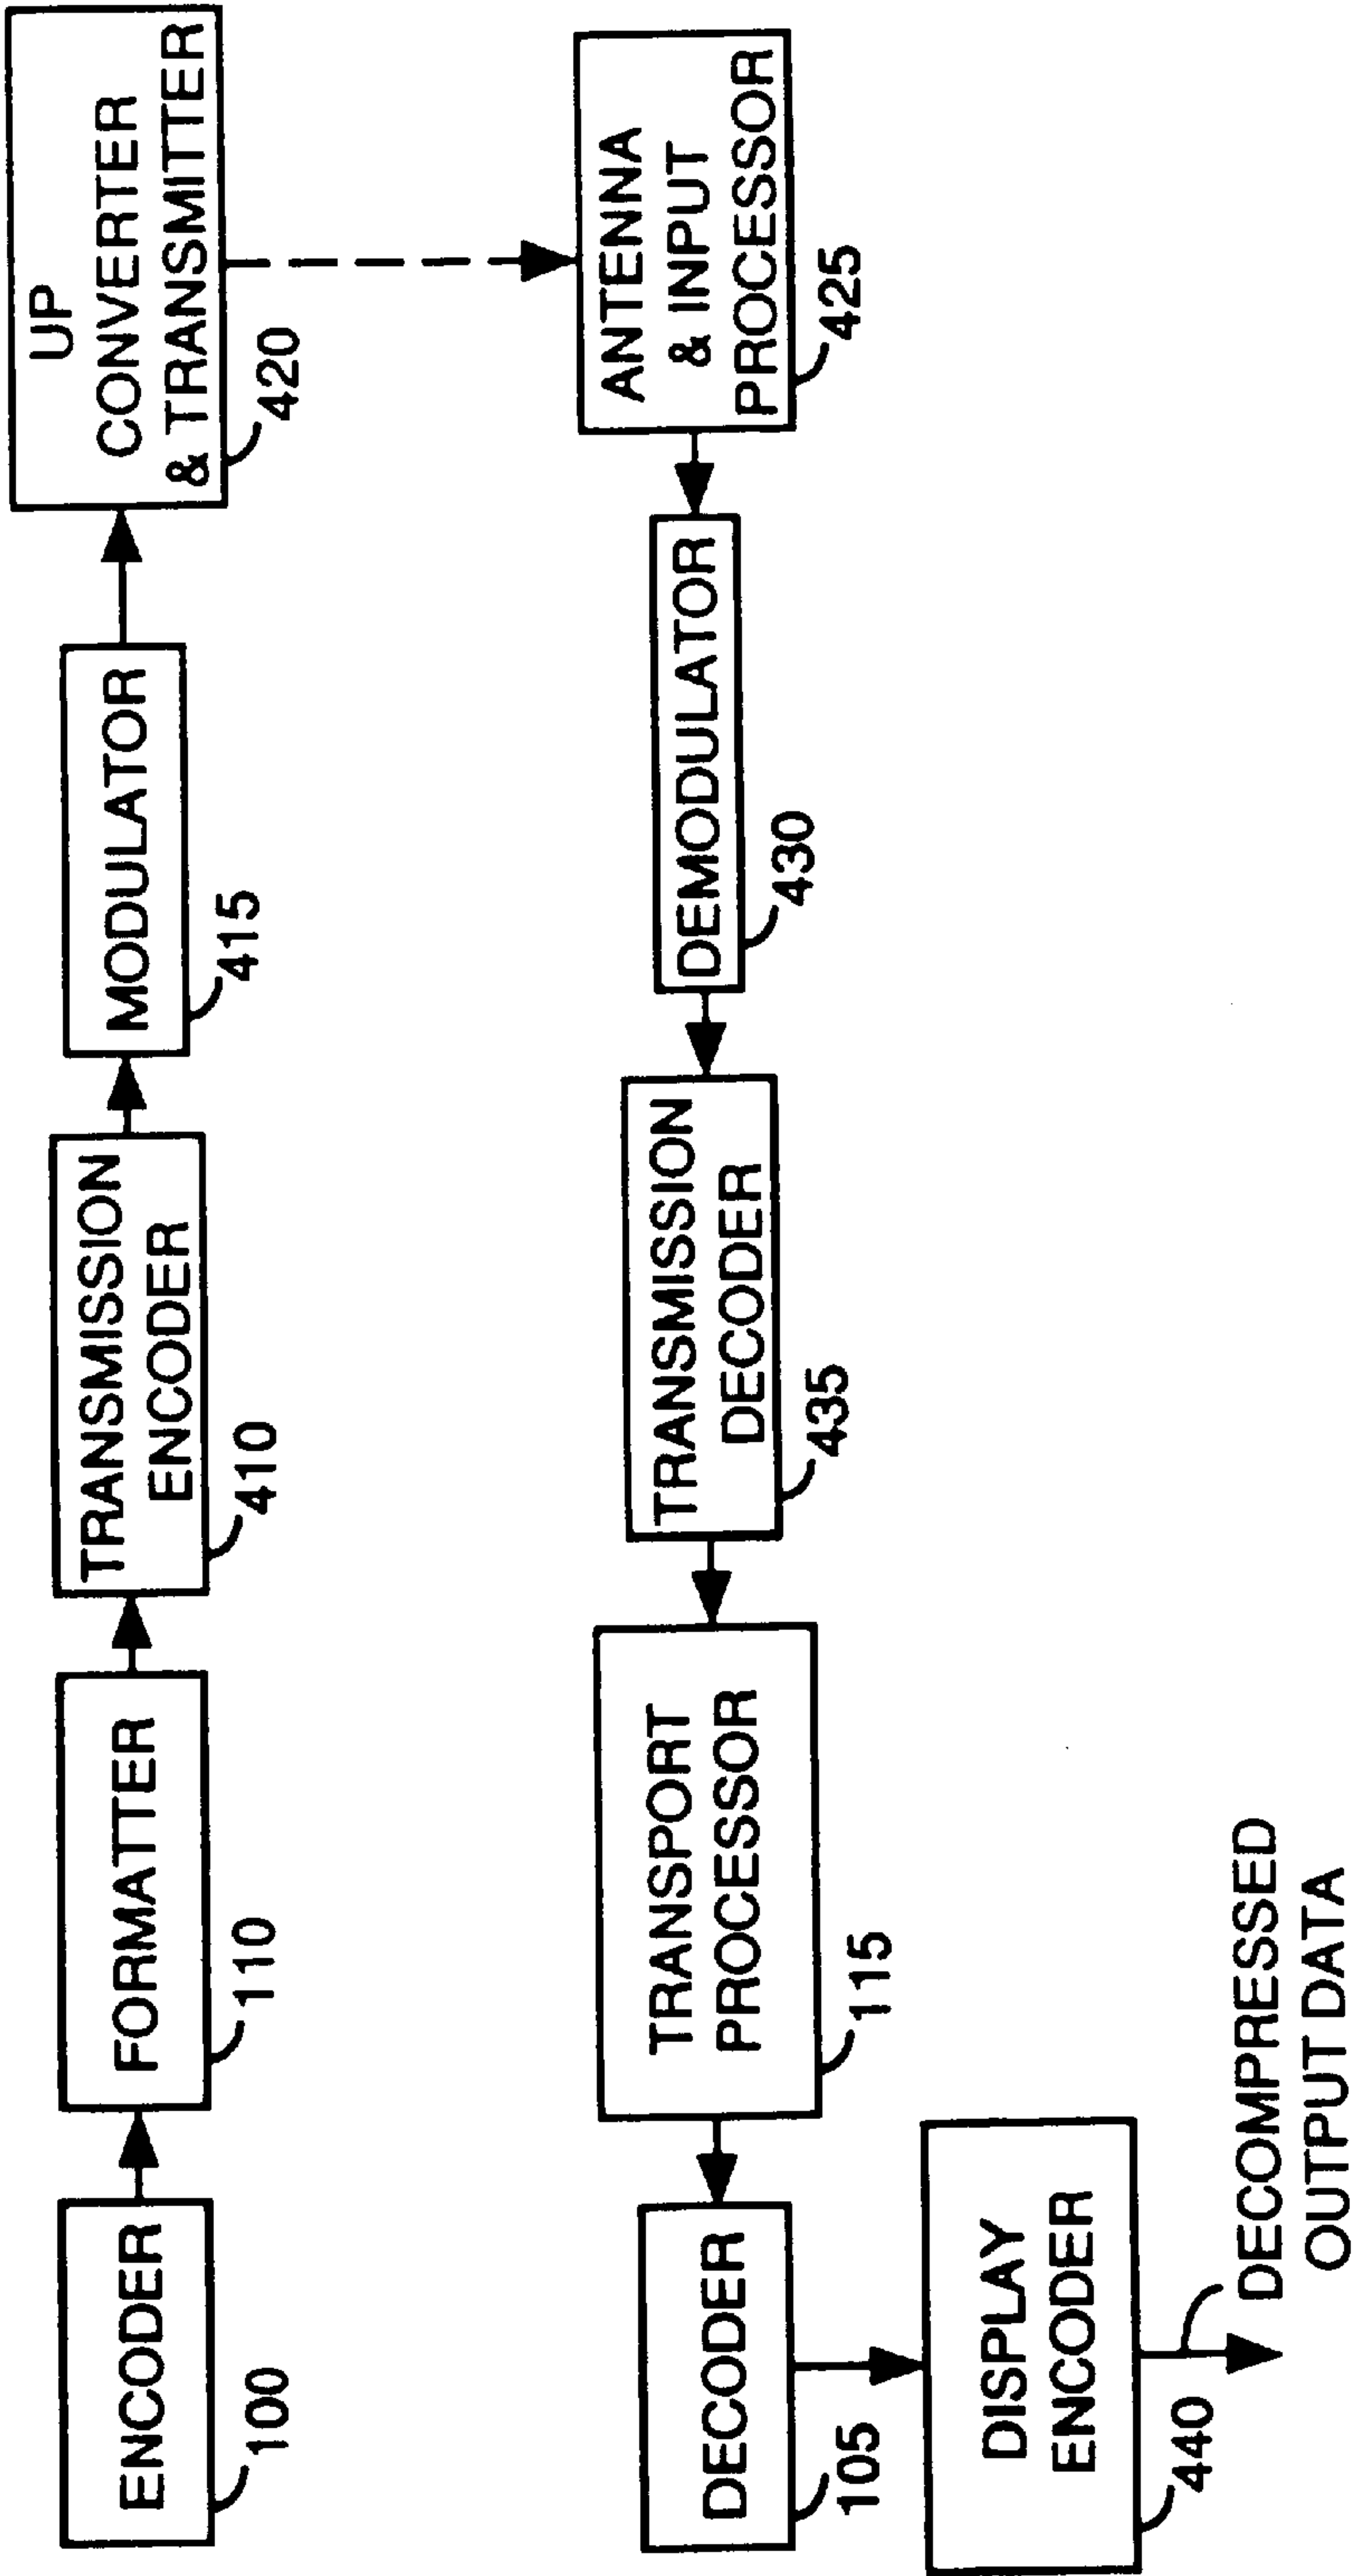 ENCODER
100
FORMATTER
110
TRANSMISSION
ENCODER
410
MODULATOR
415
UP
CONVERTER
& TRANSMITTER
420
ANTENNA
& INPUT
PROCESSOR
425
DEMODULATOR
430
TRANSMISSION
DECODER
435
TRANSPORT
PROCESSOR
115
DECODER
105
DISPLAY
ENCODER
440
DECOMPRESSED
OUTPUT DATA